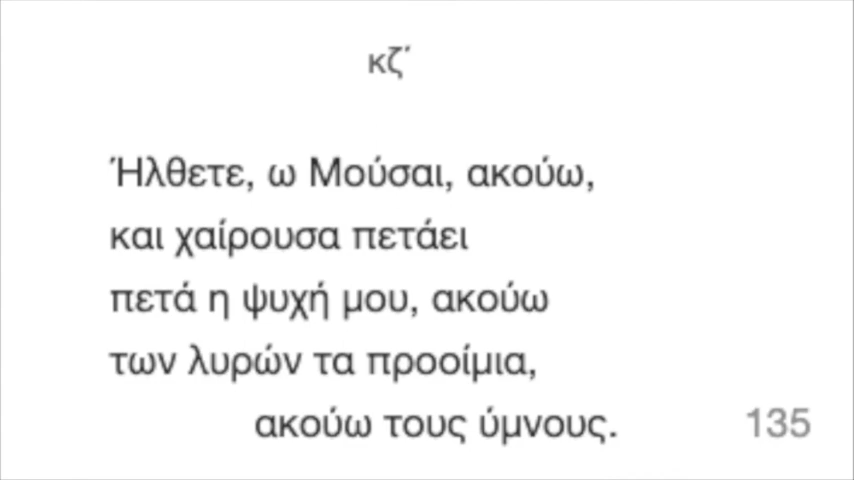 κζ΄
Ήλθετε, ω Μούσαι, ακούω,
και χαίρουσα πετάει
πετά η ψυχή μου, ακούω
των λυρών τα προοίμια,
ακούω τους ύμνους. 135